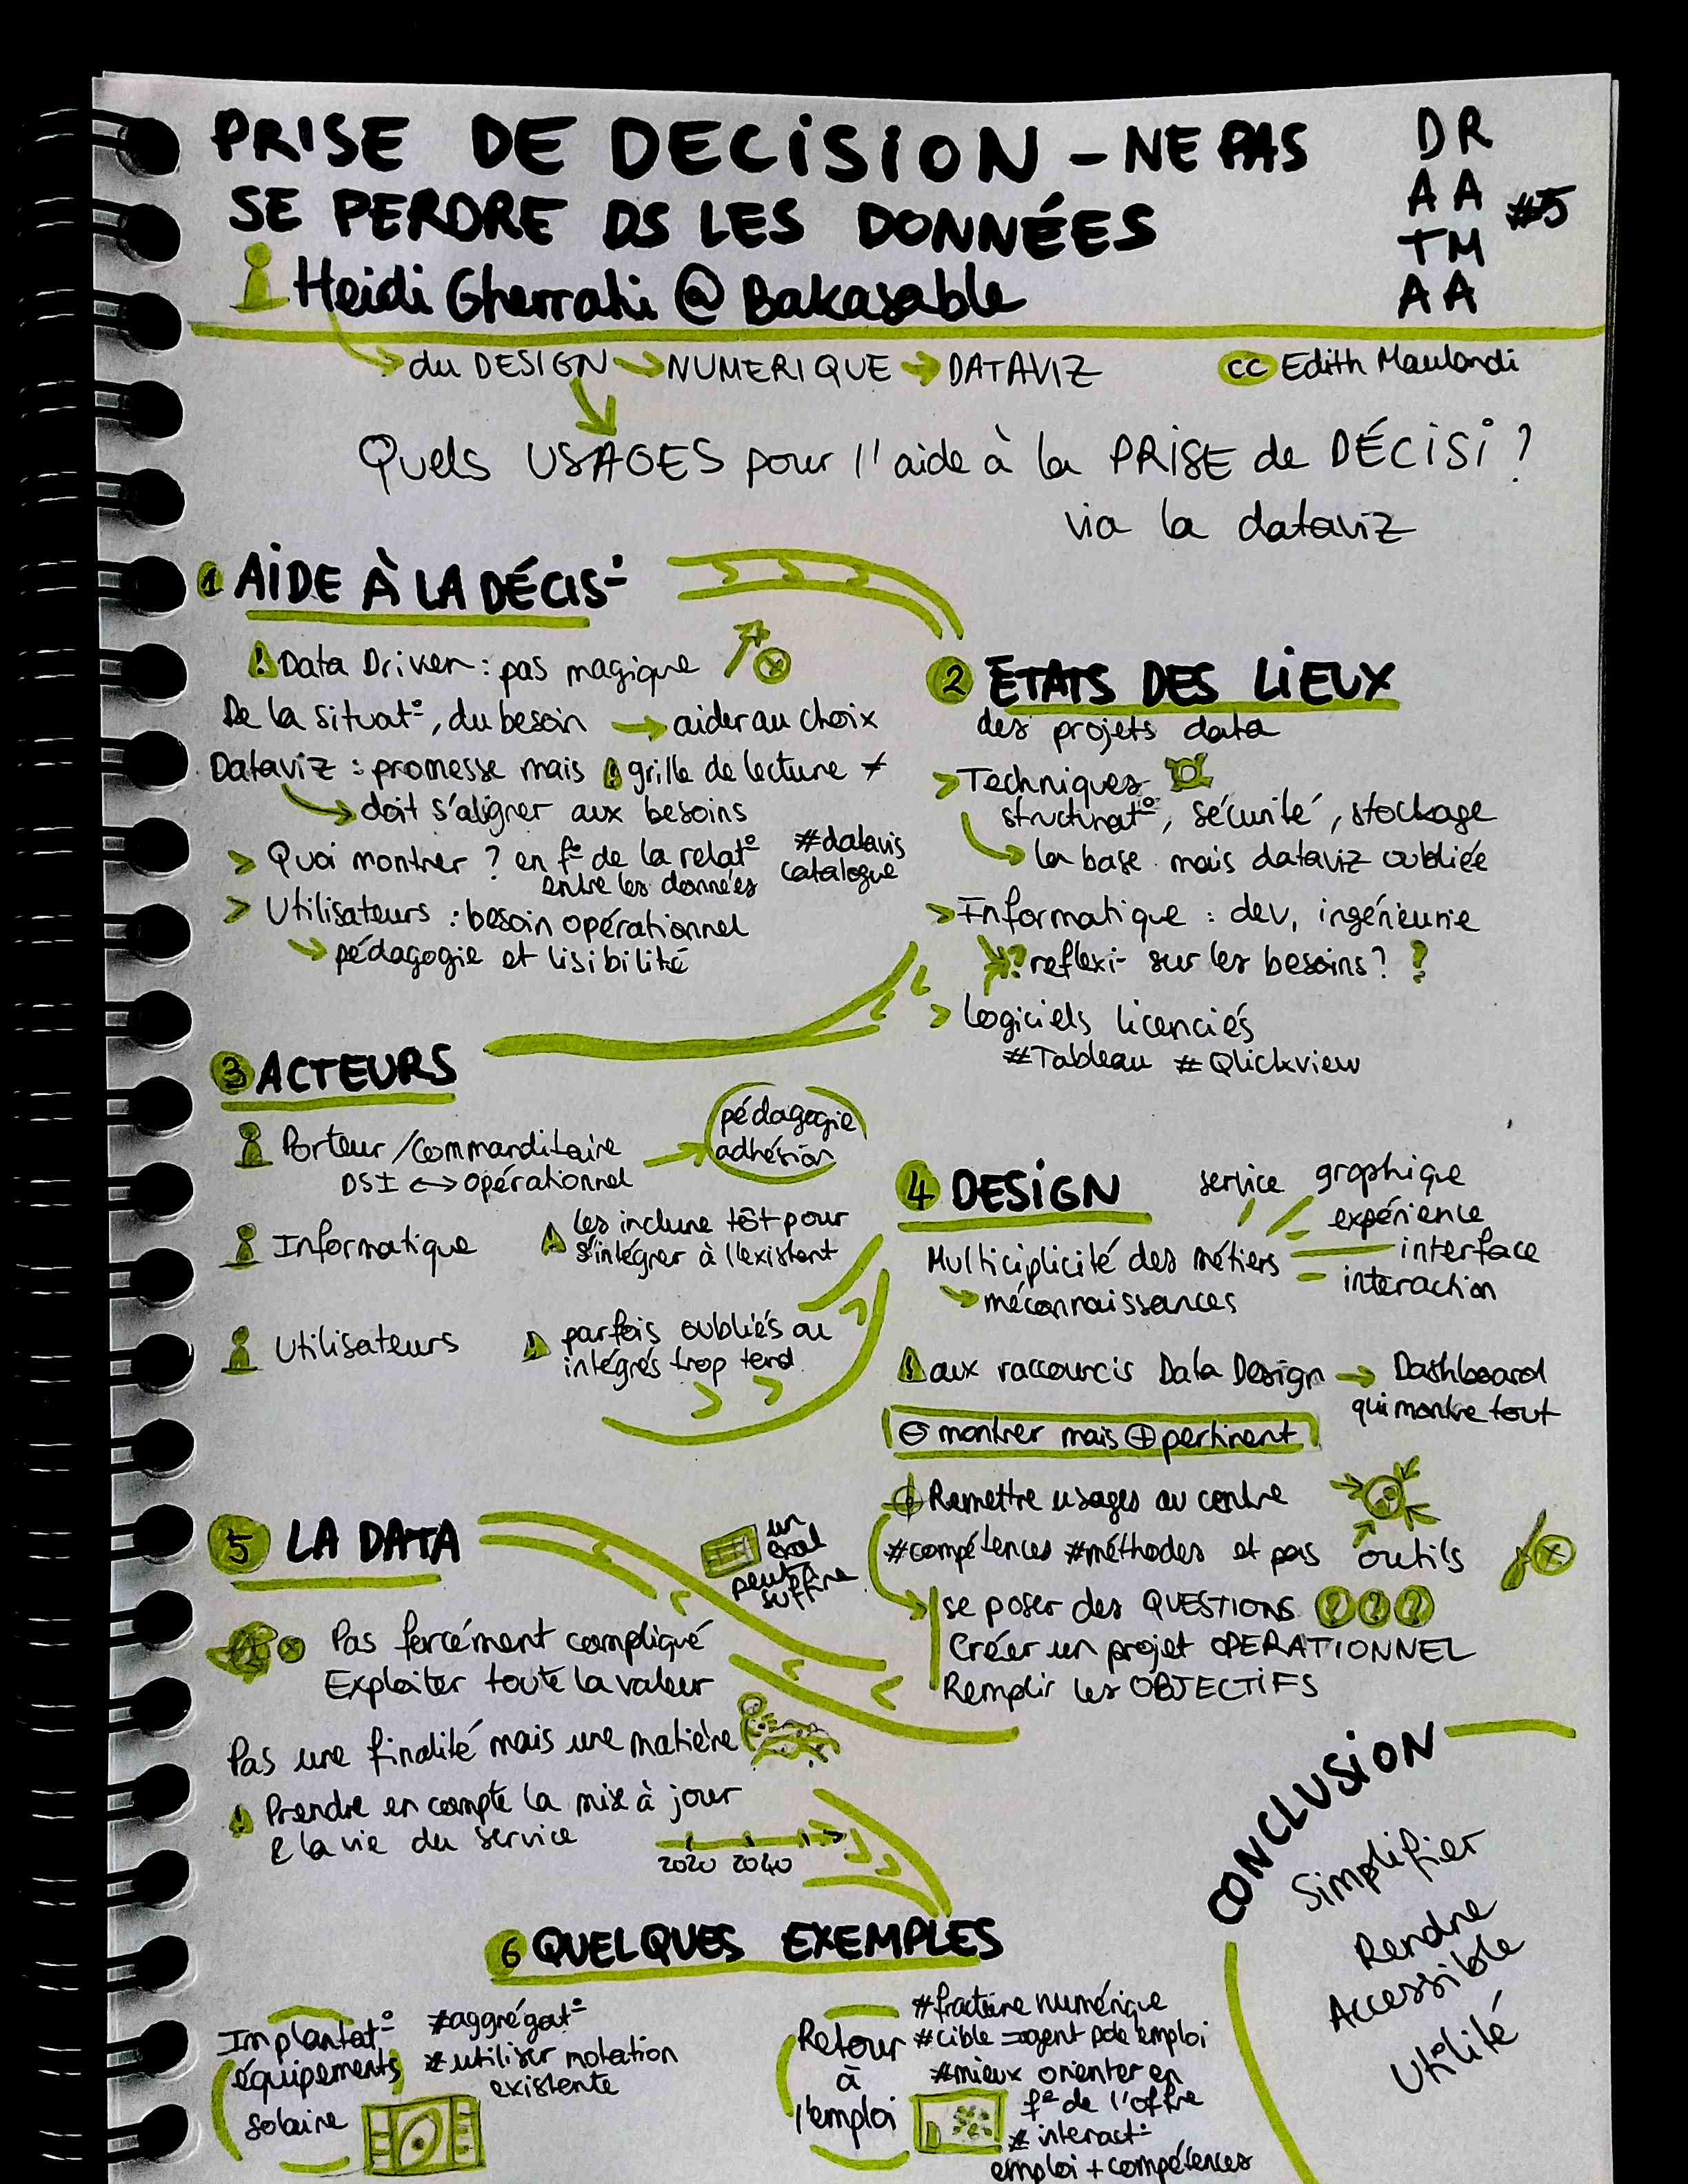 PRISE DE DECISION - NE PAS
SE PERDRE DS LES DONNÉES
Heidi Gherrahi @ Bakasable
DR
AA
TM
AA
#5
du DESIGN → NUMERIQUE → DATAVIZ
cc Edith Maulandi
Quels USAGES pour l'aide à la PRISE de DÉCISI ?
via la dataviz
1 AIDE À LA DÉCIS°
! Data Driven : pas magique
De la situat°, du besoin → aider au choix
Dataviz : promesse mais ! grille de lecture ≠
→ doit s'aligner aux besoins
> Quoi montrer ? en f° de la relat°
entre les données
#datavis
catalogue
> Utilisateurs : besoin opérationnel
→ pédagogie et lisibilité
2 ETATS DES LIEUX
des projets data
> Techniques
structurat°, sécurité, stockage
→ la base mais dataviz oubliée
> Informatique : dev, ingénieurie
? reflexi- sur les besoins ? ?
> Logiciels licenciés
#Tableau #Qlickview
3 ACTEURS
Porteur / Commanditaire →
DSI ↔ opérationnel
pédagogie
adhésion
Informatique
! les inclure tôt pour
s'intégrer à l'existant
Utilisateurs
! parfois oubliés ou
intégrés trop tard
4 DESIGN
service
graphique
expérience
interface
interaction
Multiciplicité des métiers
→ méconnaissances
! aux raccourcis Data Design → Dashboard
qui montre tout
⊖ montrer mais ⊕ pertinent
Remettre usages au centre
#compétences #méthodes et pas outils
se poser des QUESTIONS ???
Créer un projet OPERATIONNEL
Remplir les OBJECTIFS
5 LA DATA
un
excel
peut
suffire
Pas forcément compliqué
Exploiter toute la valeur
Pas une finalité mais une matière
! Prendre en compte la mise à jour
& la vie du service
2020 2040
6 QUELQUES EXEMPLES
Implantat°
équipements
solaire
#aggrégat°
#utiliser notation
existente
Retour
à
l'emploi
#fracture numérique
#cible = agent pole emploi
#mieux orienter en
f° de l'offre
# interact°
emploi + compétences
CONCLUSION
Simplifier
Rendre
Accessible
Utilité